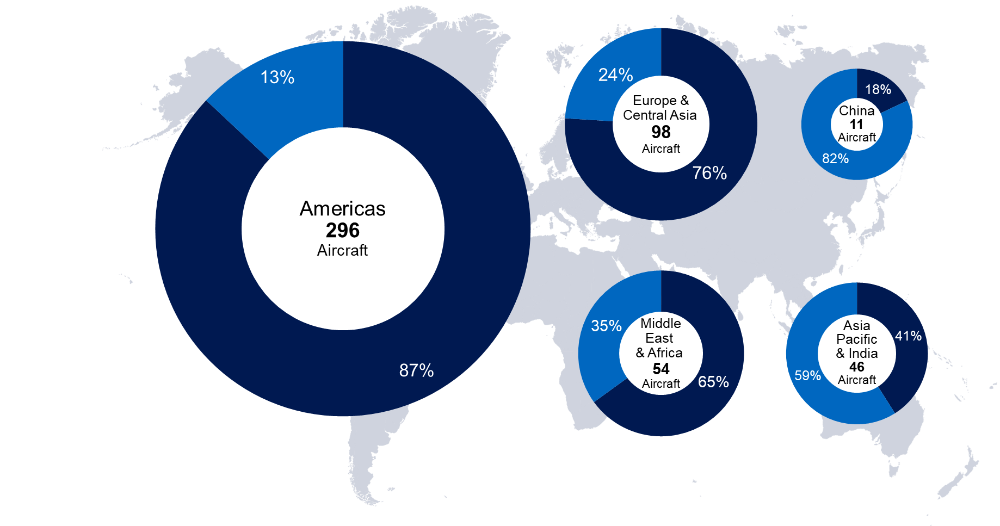 13%
Americas
296
Aircraft
87%
24%
Europe &
Central Asia
98
Aircraft
76%
18%
China
11
Aircraft
82%
35%
Middle
East
& Africa
54
Aircraft
65%
41%
Asia
Pacific
& India
46
Aircraft
59%